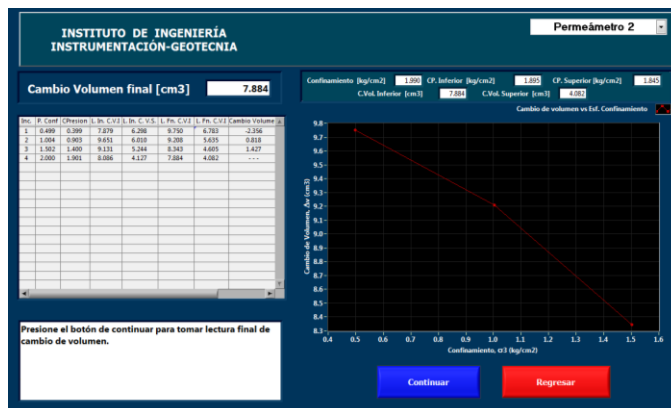 INSTITUTO DE INGENIERÍA
INSTRUMENTACIÓN-GEOTECNIA
Permeámetro 2
Cambio Volumen final [cm3] 7.884
Confinamiento [kg/cm2] 1.990 CP. Inferior [kg/cm2] 1.895 CP. Superior [kg/cm2] 1.845
C.Vol. Inferior [cm3] 7.884 C.Vol. Superior [cm3] 4.082
Cambio de volumen vs Esf. Confinamiento
Inc. P. Conf CPresion L. In. C.V.I L. In. C. V.S. L. Fn. C.V.I L. Fn. C.V.I Cambio Volume
1 0.499 0.399 7.879 6.298 9.750 6.783 -2.356
2 1.004 0.903 9.651 6.010 9.208 5.635 0.818
3 1.502 1.400 9.131 5.244 8.343 4.605 1.427
4 2.000 1.901 8.086 4.127 7.884 4.082 - - -
Cambio de Volumen, Δv (cm3)
9.8
9.7
9.6
9.5
9.4
9.3
9.2
9.1
9.0
8.9
8.8
8.7
8.6
8.5
8.4
8.3
0.4 0.5 0.6 0.7 0.8 0.9 1.0 1.1 1.2 1.3 1.4 1.5 1.6
Confinamiento, σ3 (kg/cm2)
Presione el botón de continuar para tomar lectura final de
cambio de volumen.
Continuar
Regresar